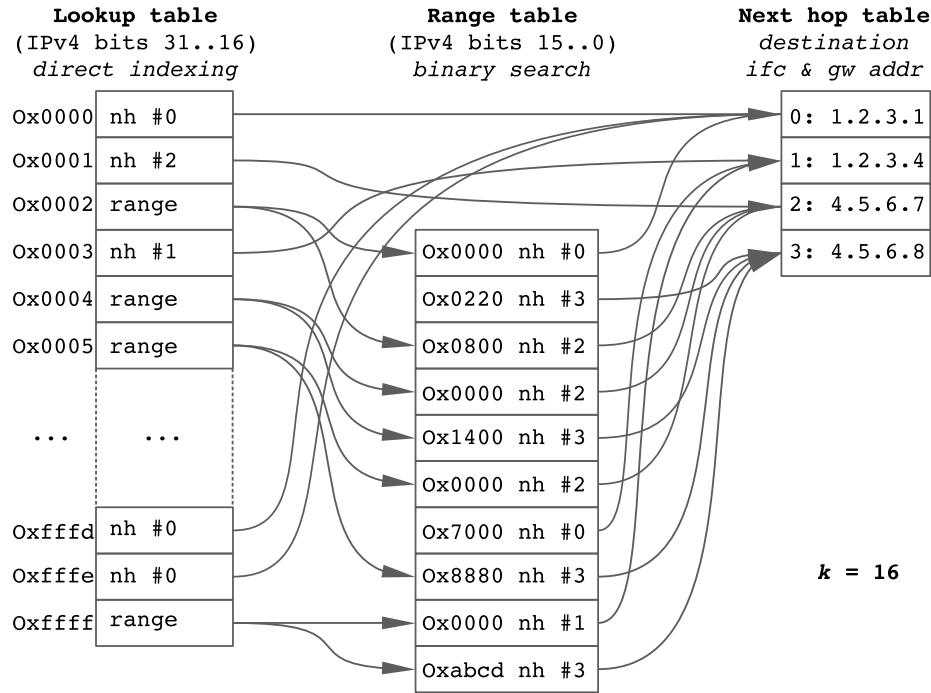 Lookup table
(IPv4 bits 31..16)
direct indexing
Range table
(IPv4 bits 15..0)
binary search
Next hop table
destination
ifc & gw addr
0x0000 nh #0
0x0001 nh #2
0x0002 range
0x0003 nh #1
0x0004 range
0x0005 range
... ...
0xfffd nh #0
0xfffe nh #0
0xffff range
0x0000 nh #0
0x0220 nh #3
0x0800 nh #2
0x0000 nh #2
0x1400 nh #3
0x0000 nh #2
0x7000 nh #0
0x8880 nh #3
0x0000 nh #1
0xabcd nh #3
0: 1.2.3.1
1: 1.2.3.4
2: 4.5.6.7
3: 4.5.6.8
k = 16